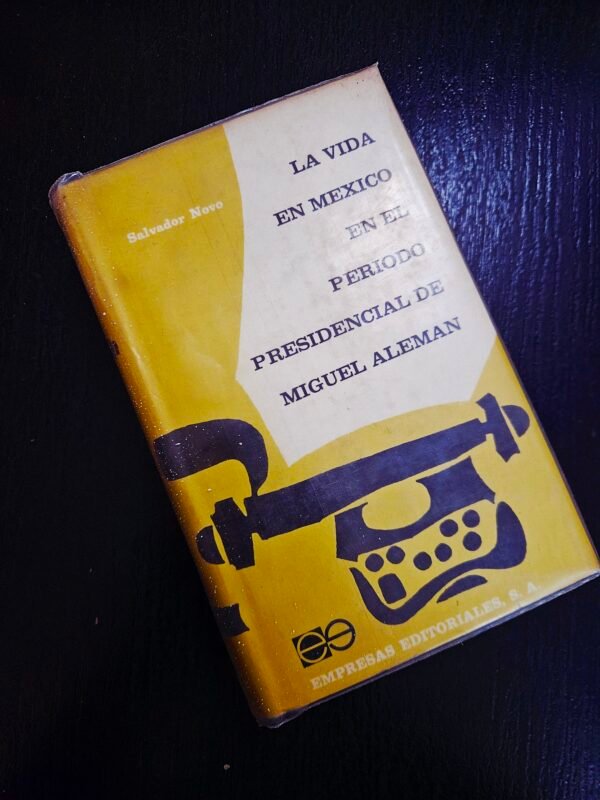 Salvador Novo
LA VIDA
EN MEXICO
EN EL
PERIODO
PRESIDENCIAL DE
MIGUEL ALEMAN
EMPRESAS EDITORIALES, S. A.